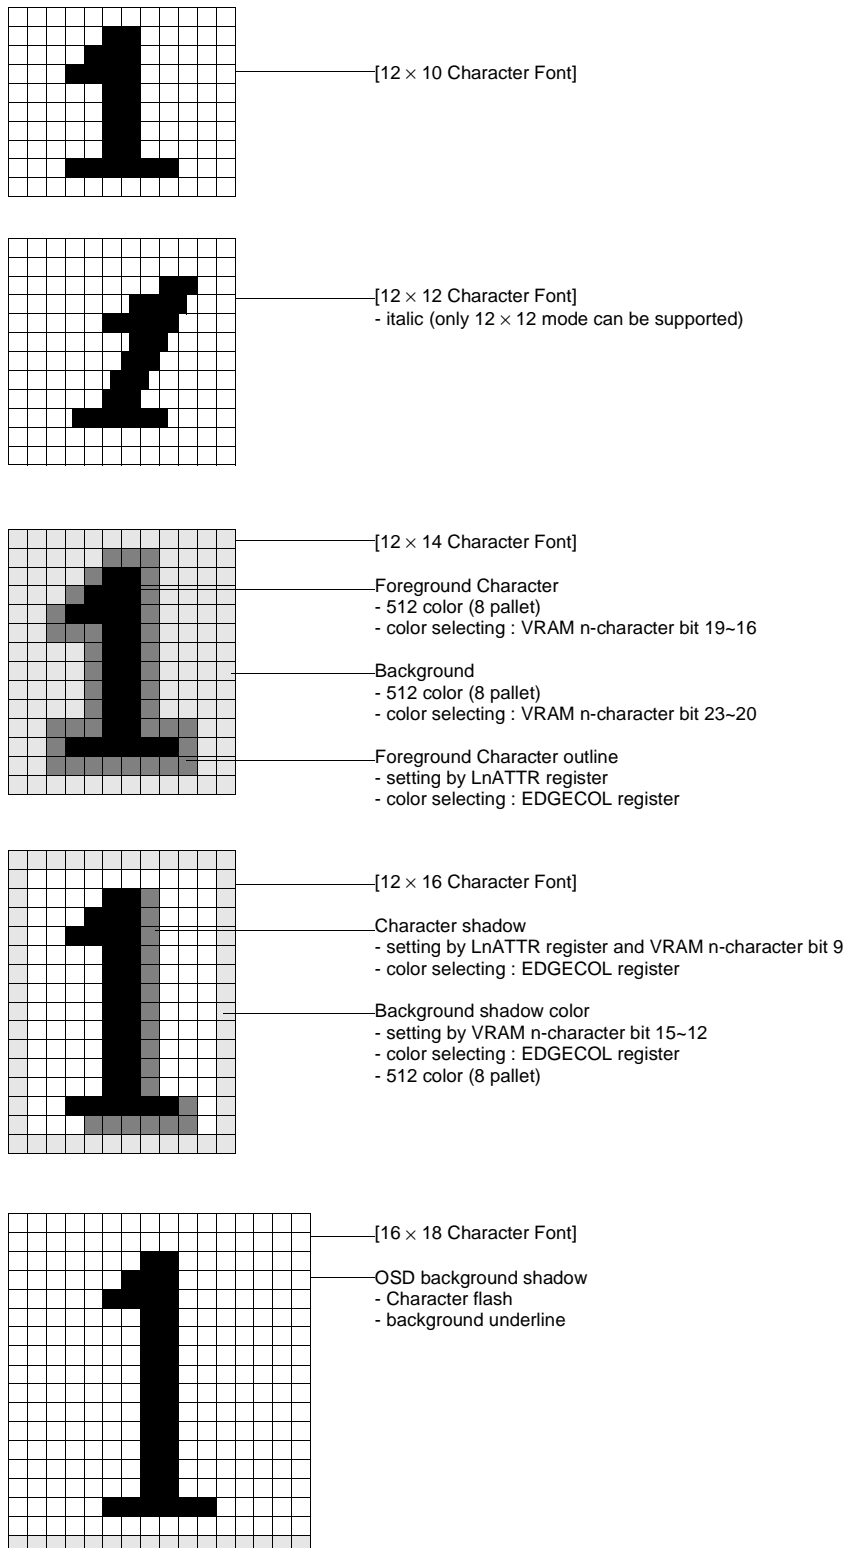 [12 × 10 Character Font]
[12 × 12 Character Font]
- italic (only 12 × 12 mode can be supported)
[12 × 14 Character Font]
Foreground Character
- 512 color (8 pallet)
- color selecting : VRAM n-character bit 19~16
Background
- 512 color (8 pallet)
- color selecting : VRAM n-character bit 23~20
Foreground Character outline
- setting by LnATTR register
- color selecting : EDGECOL register
[12 × 16 Character Font]
Character shadow
- setting by LnATTR register and VRAM n-character bit 9
- color selecting : EDGECOL register
Background shadow color
- setting by VRAM n-character bit 15~12
- color selecting : EDGECOL register
- 512 color (8 pallet)
[16 × 18 Character Font]
OSD background shadow
- Character flash
- background underline